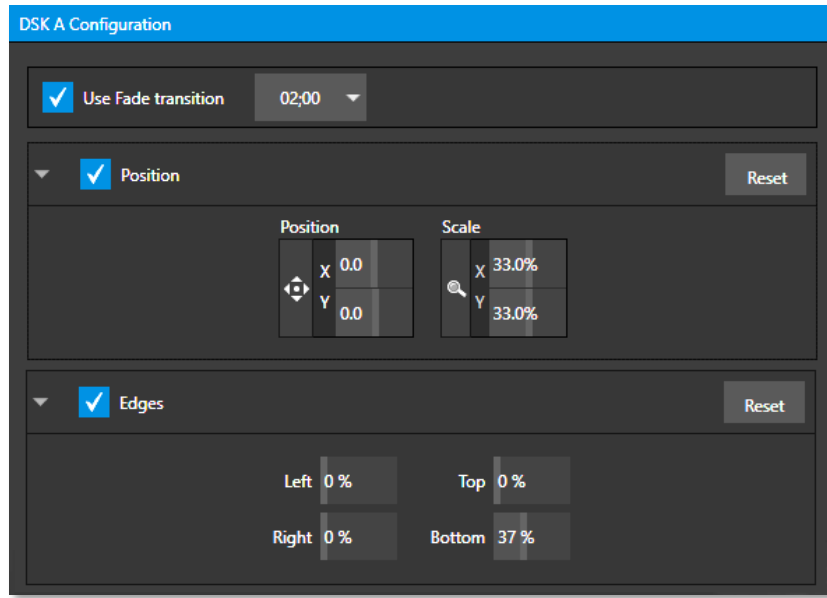 DSK A Configuration
Use Fade transition 02;00
Position Reset
Position Scale
X 0.0 X 33.0%
Y 0.0 Y 33.0%
Edges Reset
Left 0 % Top 0 %
Right 0 % Bottom 37 %